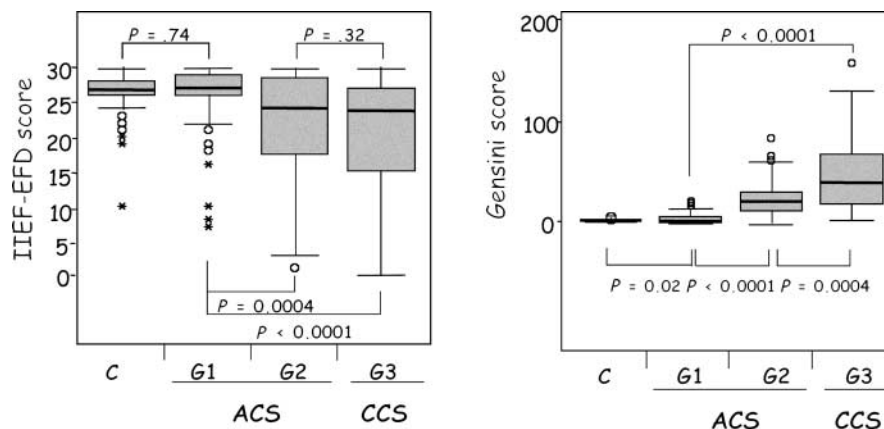 IIEF-EFD score
30
25
20
15
10
5
0
P = .74
P = .32
P = 0.0004
P < 0.0001
C
G1
G2
G3
ACS
CCS
Gensini score
200
100
0
P < 0.0001
P = 0.02
P < 0.0001
P = 0.0004
C
G1
G2
G3
ACS
CCS